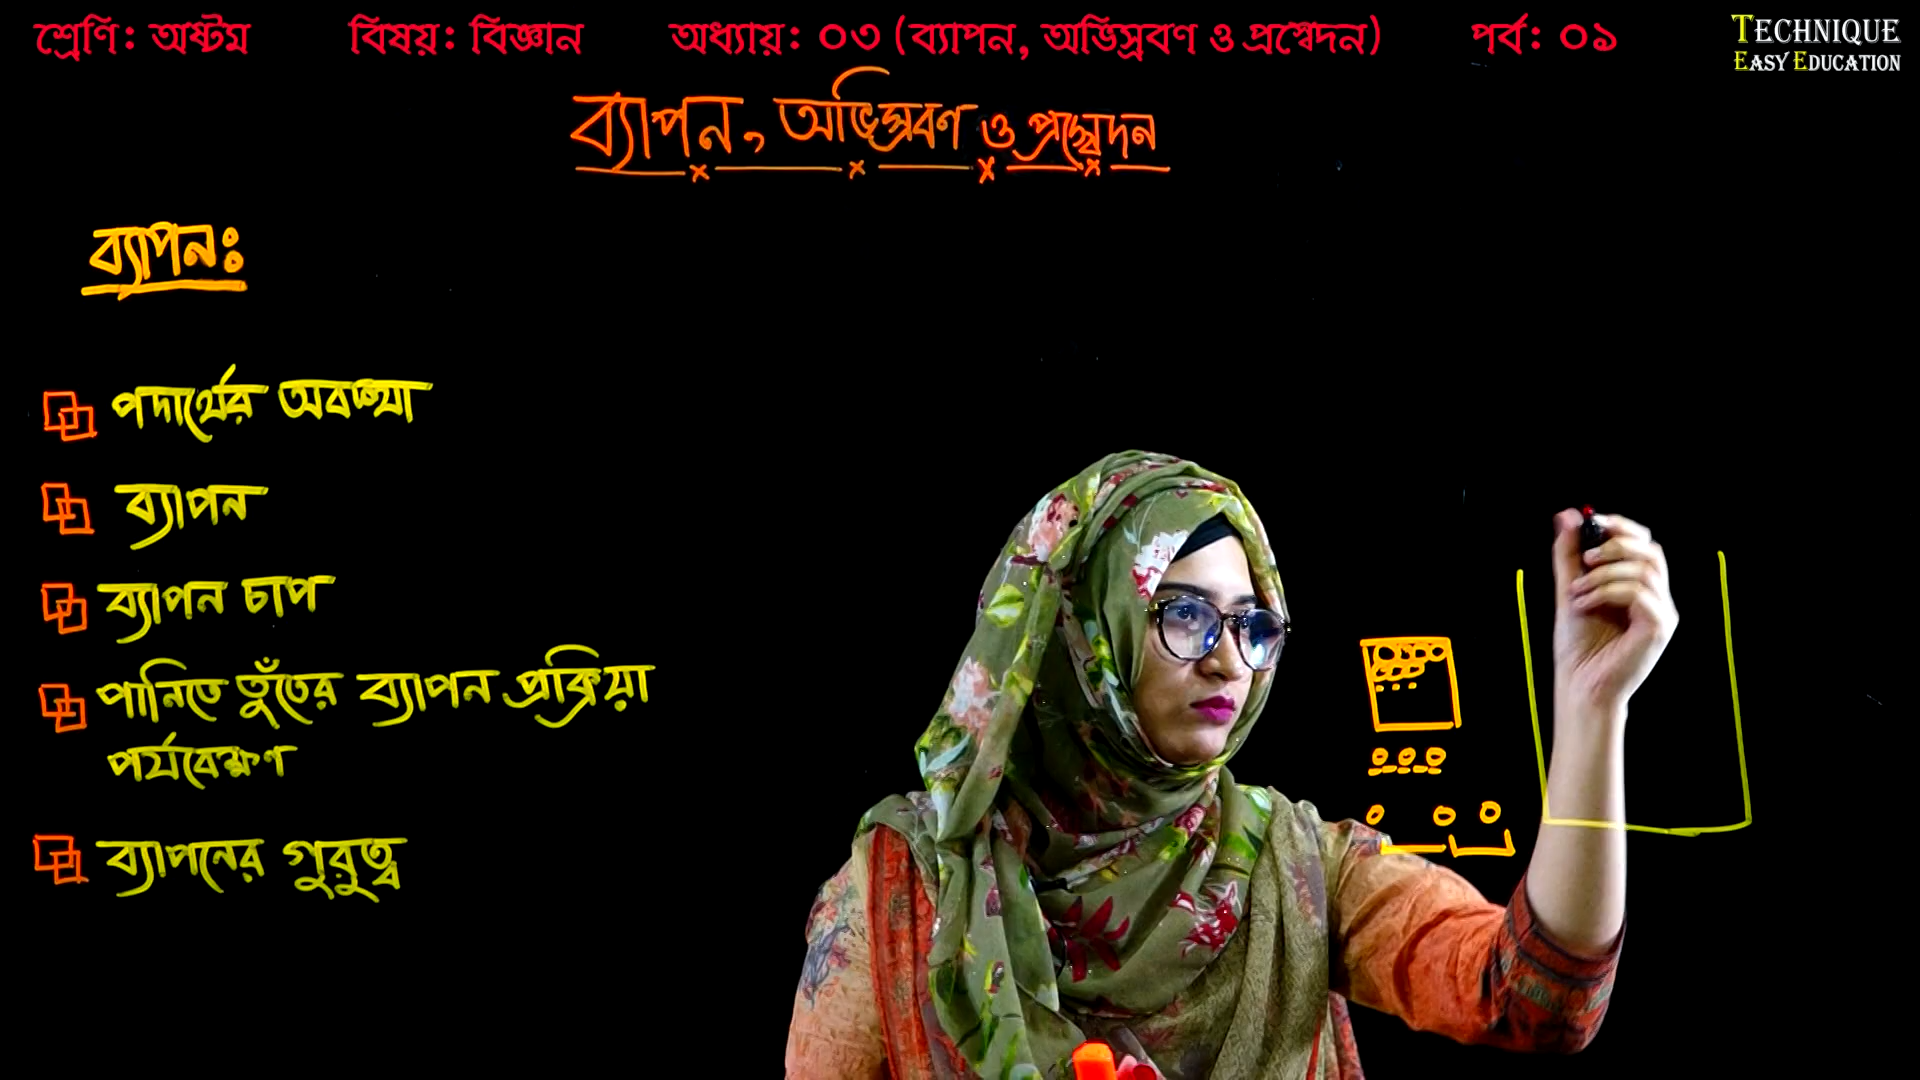 শ্রেণি: অষ্টম বিষয়: বিজ্ঞান অধ্যায়: ০৩ (ব্যাপন, অভিস্রবণ ও প্রস্বেদন) পর্ব: ০১
TECHNIQUE
EASY EDUCATION
ব্যাপন, অভিস্রবণ ও প্রস্বেদন
ব্যাপনঃ
পদার্থের অবস্থা
ব্যাপন
ব্যাপন চাপ
পানিতে তুঁতের ব্যাপন প্রক্রিয়া
পর্যবেক্ষণ
ব্যাপনের গুরুত্ব